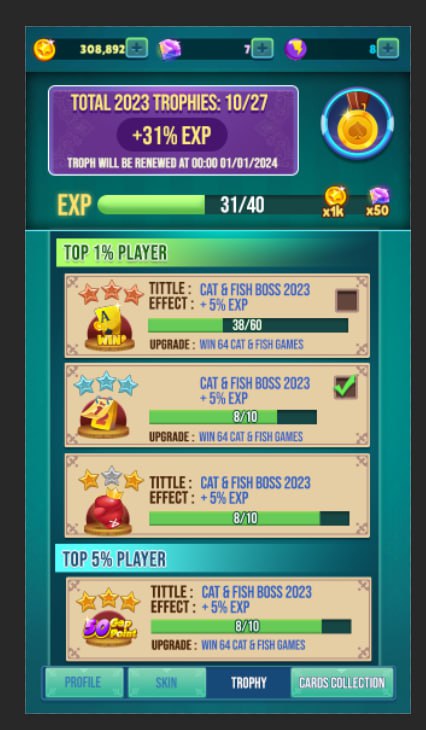 308,892
7
8
TOTAL 2023 TROPHIES: 10/27
+31% EXP
TROPH WILL BE RENEWED AT 00:00 01/01/2024
EXP 31/40 x1k x50
TOP 1% PLAYER
TITTLE : CAT & FISH BOSS 2023
EFFECT : + 5% EXP
A
WIN
38/60
UPGRADE : WIN 64 CAT & FISH GAMES
CAT & FISH BOSS 2023
+ 5% EXP
8/10
UPGRADE : WIN 64 CAT & FISH GAMES
TITTLE : CAT & FISH BOSS 2023
EFFECT : + 5% EXP
8/10
TOP 5% PLAYER
TITTLE : CAT & FISH BOSS 2023
EFFECT : + 5% EXP
50 Gap
Point
8/10
UPGRADE : WIN 64 CAT & FISH GAMES
PROFILE SKIN TROPHY CARDS COLLECTION